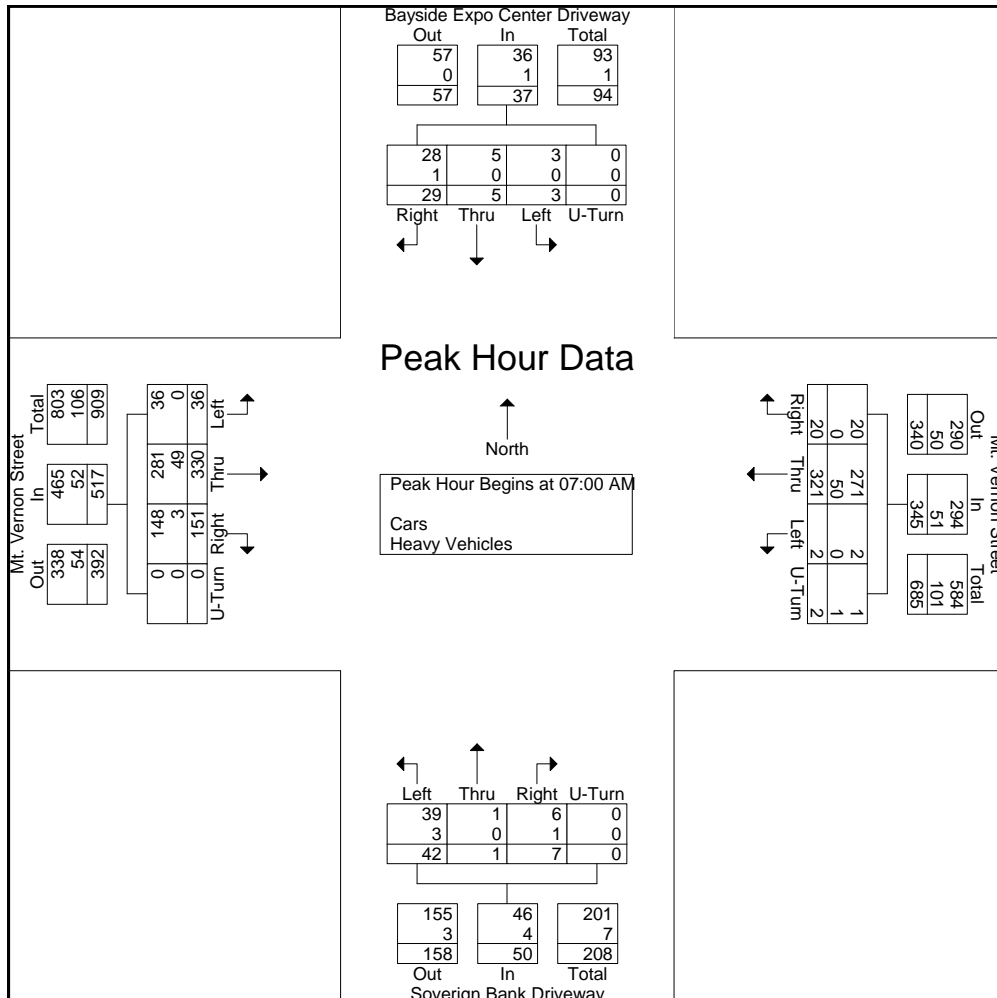 Bayside Expo Center Driveway
Out In Total
57 36 93
0 1 1
57 37 94
28 5 3 0
1 0 0 0
29 5 3 0
Right Thru Left U-Turn
Peak Hour Data
North
Peak Hour Begins at 07:00 AM
Cars
Heavy Vehicles
Mt. Vernon Street
Out In Total
338 465 803
54 52 106
392 517 909
U-Turn Right Thru Left
0 148 281 36
0 3 49 0
0 151 330 36
Mt. Vernon Street
Out In Total
290 294 584
50 51 101
340 345 685
20 271 2 1
0 50 0 1
20 321 2 2
Right Thru Left U-Turn
Left Thru Right U-Turn
39 1 6 0
3 0 1 0
42 1 7 0
155 46 201
3 4 7
158 50 208
Out In Total
Soverign Bank Driveway